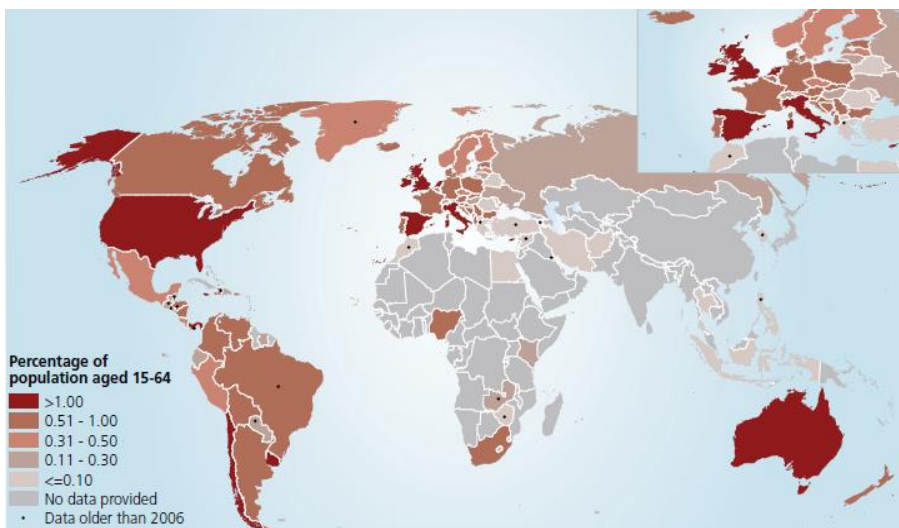 Percentage of
population aged 15-64
>1.00
0.51 - 1.00
0.31 - 0.50
0.11 - 0.30
<=0.10
No data provided
Data older than 2006